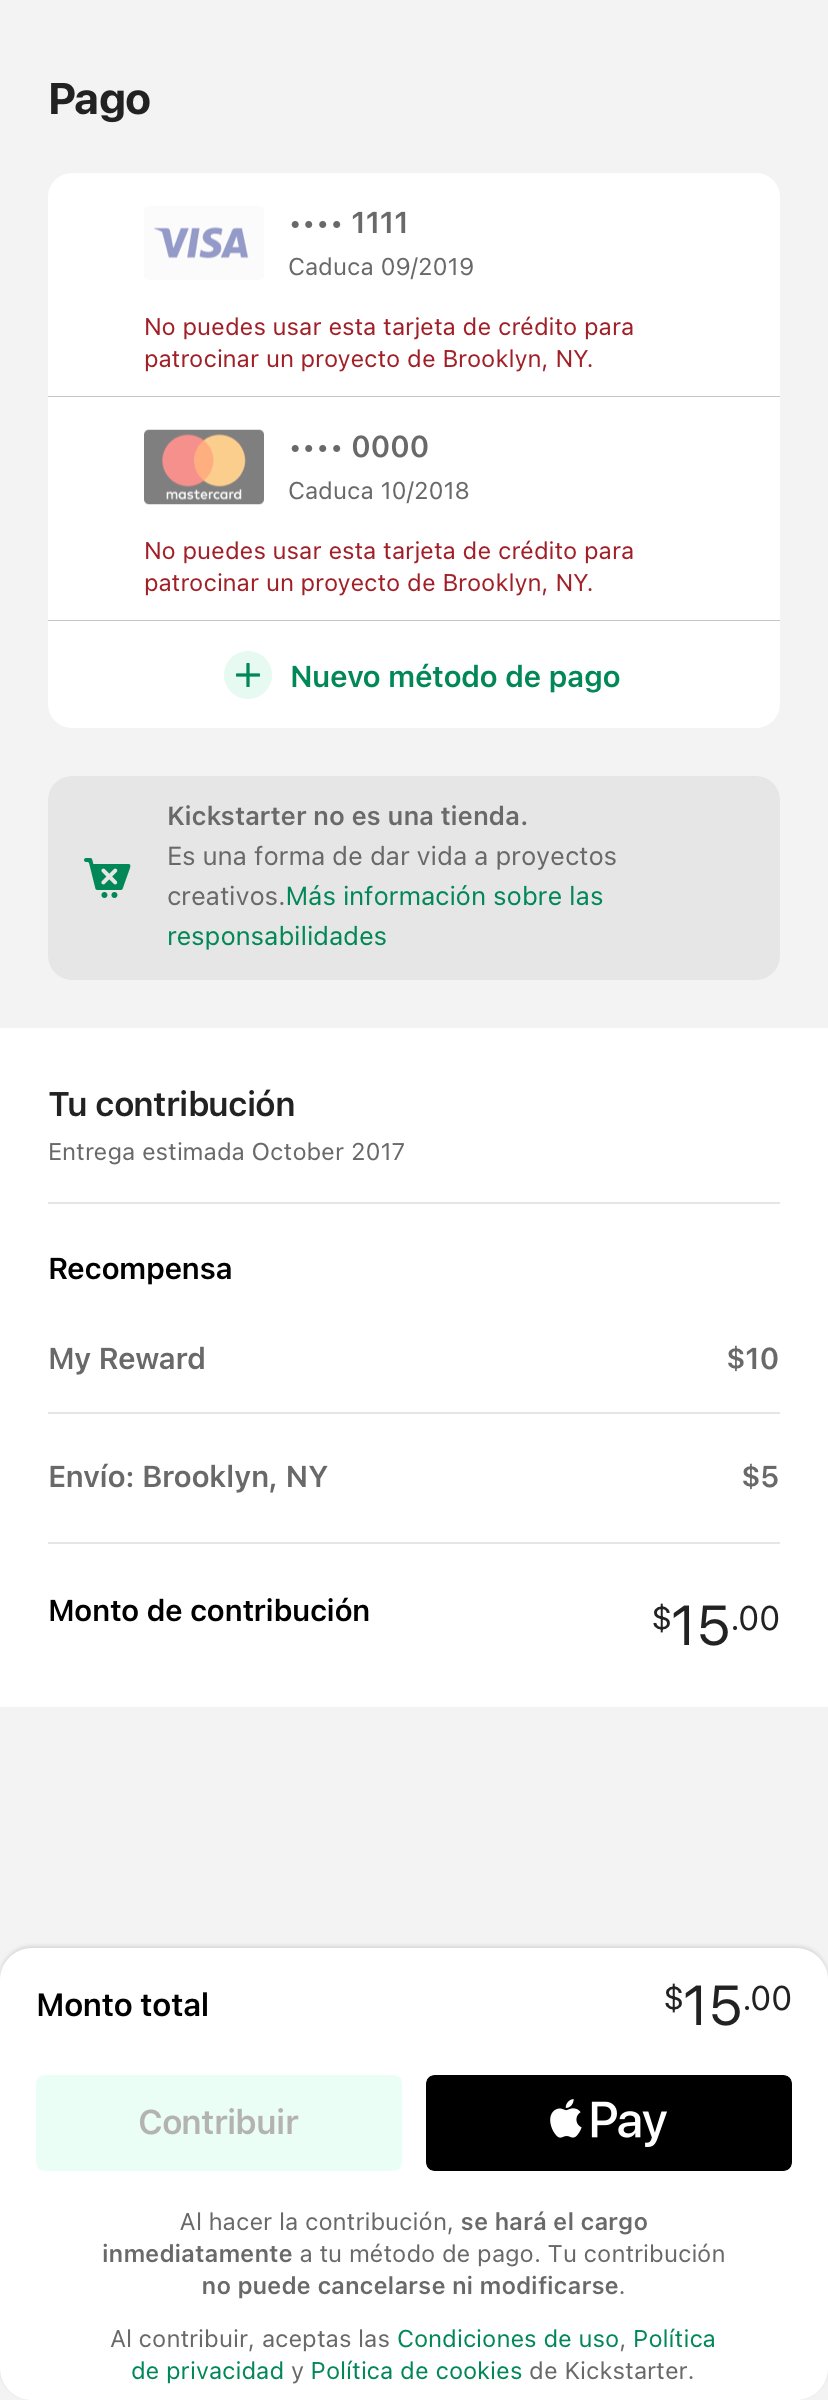 Pago
VISA
•••• 1111
Caduca 09/2019
No puedes usar esta tarjeta de crédito para
patrocinar un proyecto de Brooklyn, NY.
mastercard
•••• 0000
Caduca 10/2018
No puedes usar esta tarjeta de crédito para
patrocinar un proyecto de Brooklyn, NY.
Nuevo método de pago
Kickstarter no es una tienda.
Es una forma de dar vida a proyectos
creativos.Más información sobre las
responsabilidades
Tu contribución
Entrega estimada October 2017
Recompensa
My Reward $10
Envío: Brooklyn, NY $5
Monto de contribución $15.00
Monto total $15.00
Contribuir
Pay
Al hacer la contribución, se hará el cargo
inmediatamente a tu método de pago. Tu contribución
no puede cancelarse ni modificarse.
Al contribuir, aceptas las Condiciones de uso, Política
de privacidad y Política de cookies de Kickstarter.